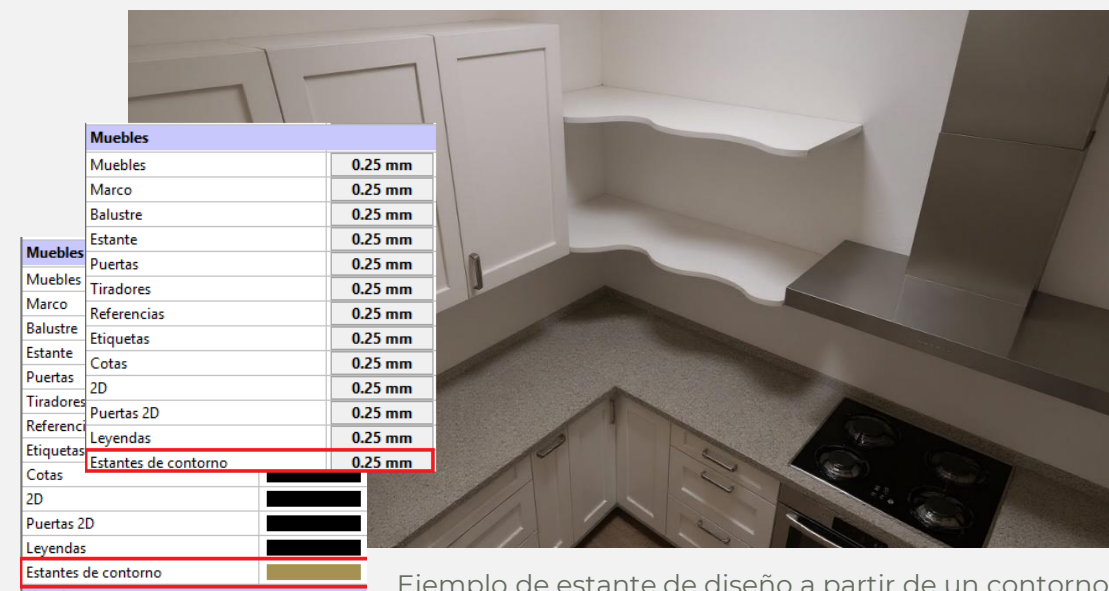 Muebles
Muebles 0.25 mm
Marco 0.25 mm
Balustre 0.25 mm
Estante 0.25 mm
Puertas 0.25 mm
Tiradores 0.25 mm
Referencias 0.25 mm
Etiquetas 0.25 mm
Cotas 0.25 mm
2D 0.25 mm
Puertas 2D 0.25 mm
Leyendas 0.25 mm
Estantes de contorno 0.25 mm
Muebles
Muebles
Marco
Balustre
Estante
Puertas
Tiradores
Referenci
Etiquetas
Cotas
2D
Puertas 2D
Leyendas
Estantes de contorno
Ejemplo de estante de diseño a partir de un contorno